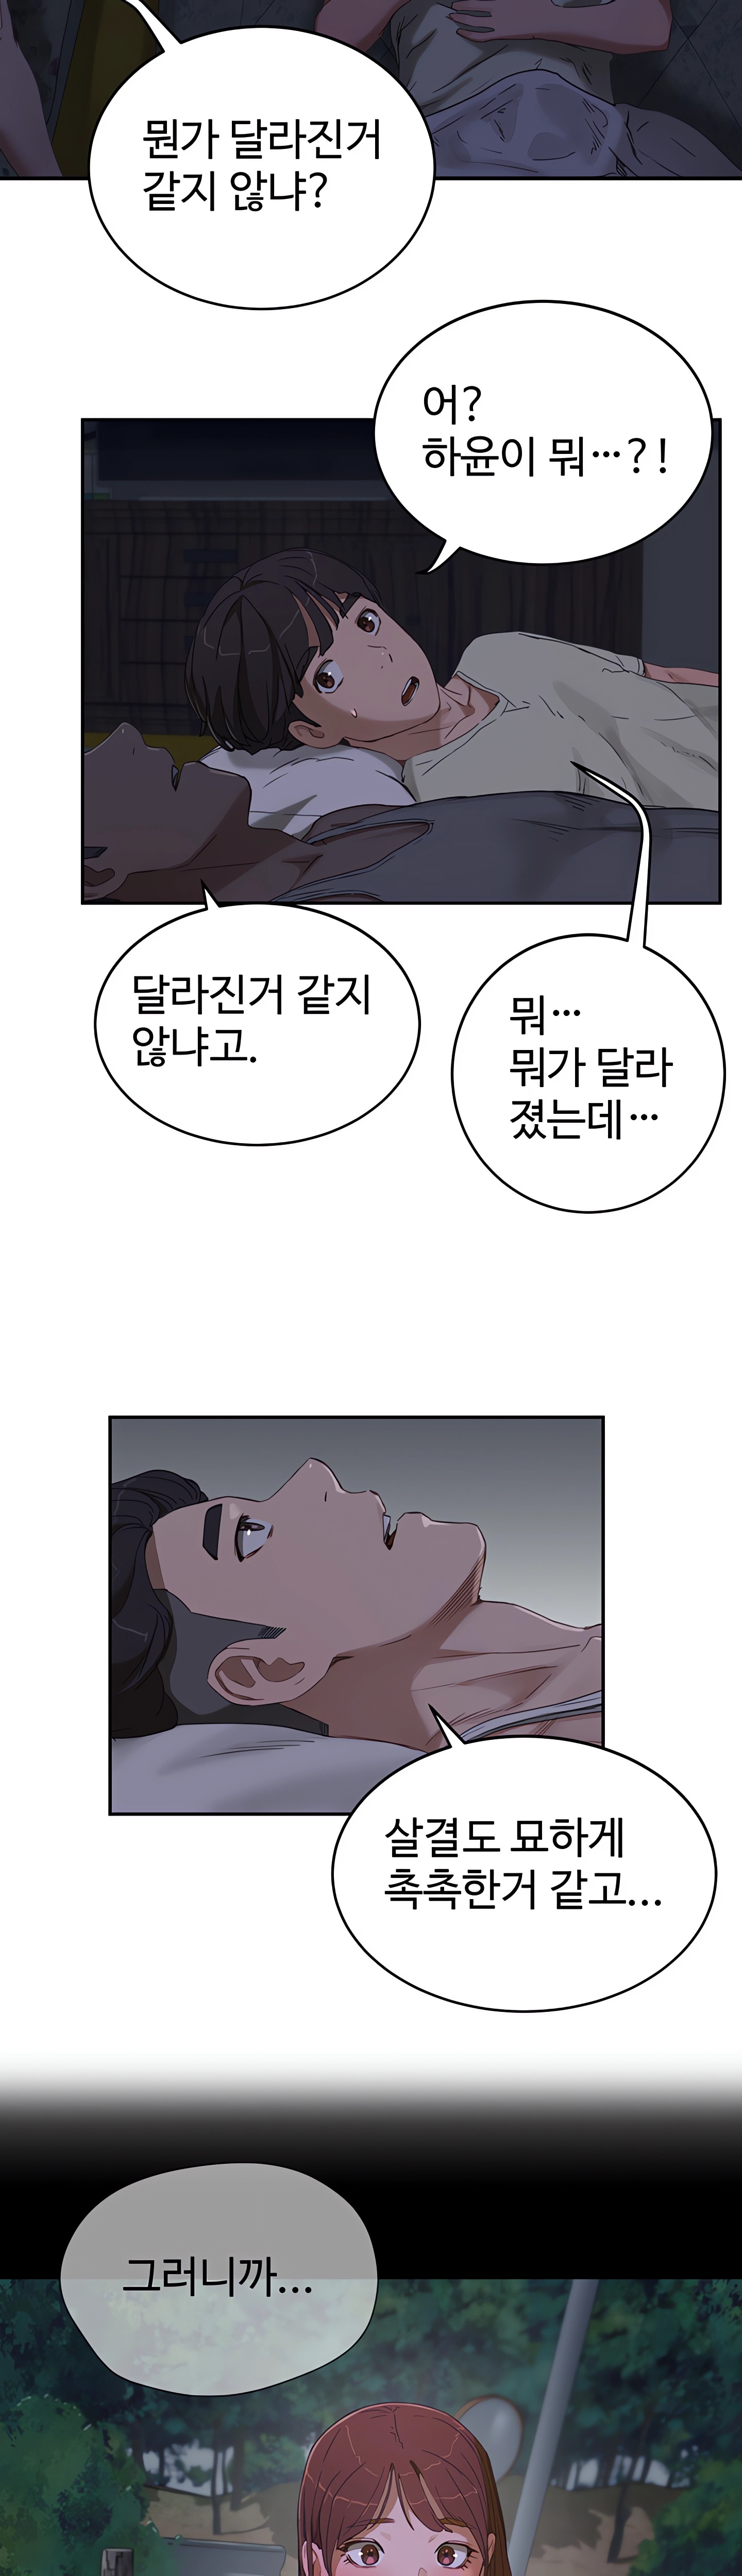 뭔가 달라진거
같지 않냐?
어?
하윤이 뭐…?!
달라진거 같지
않냐고.
뭐…
뭐가 달라
졌는데…
살결도 묘하게
촉촉한거 같고...
그러니까...